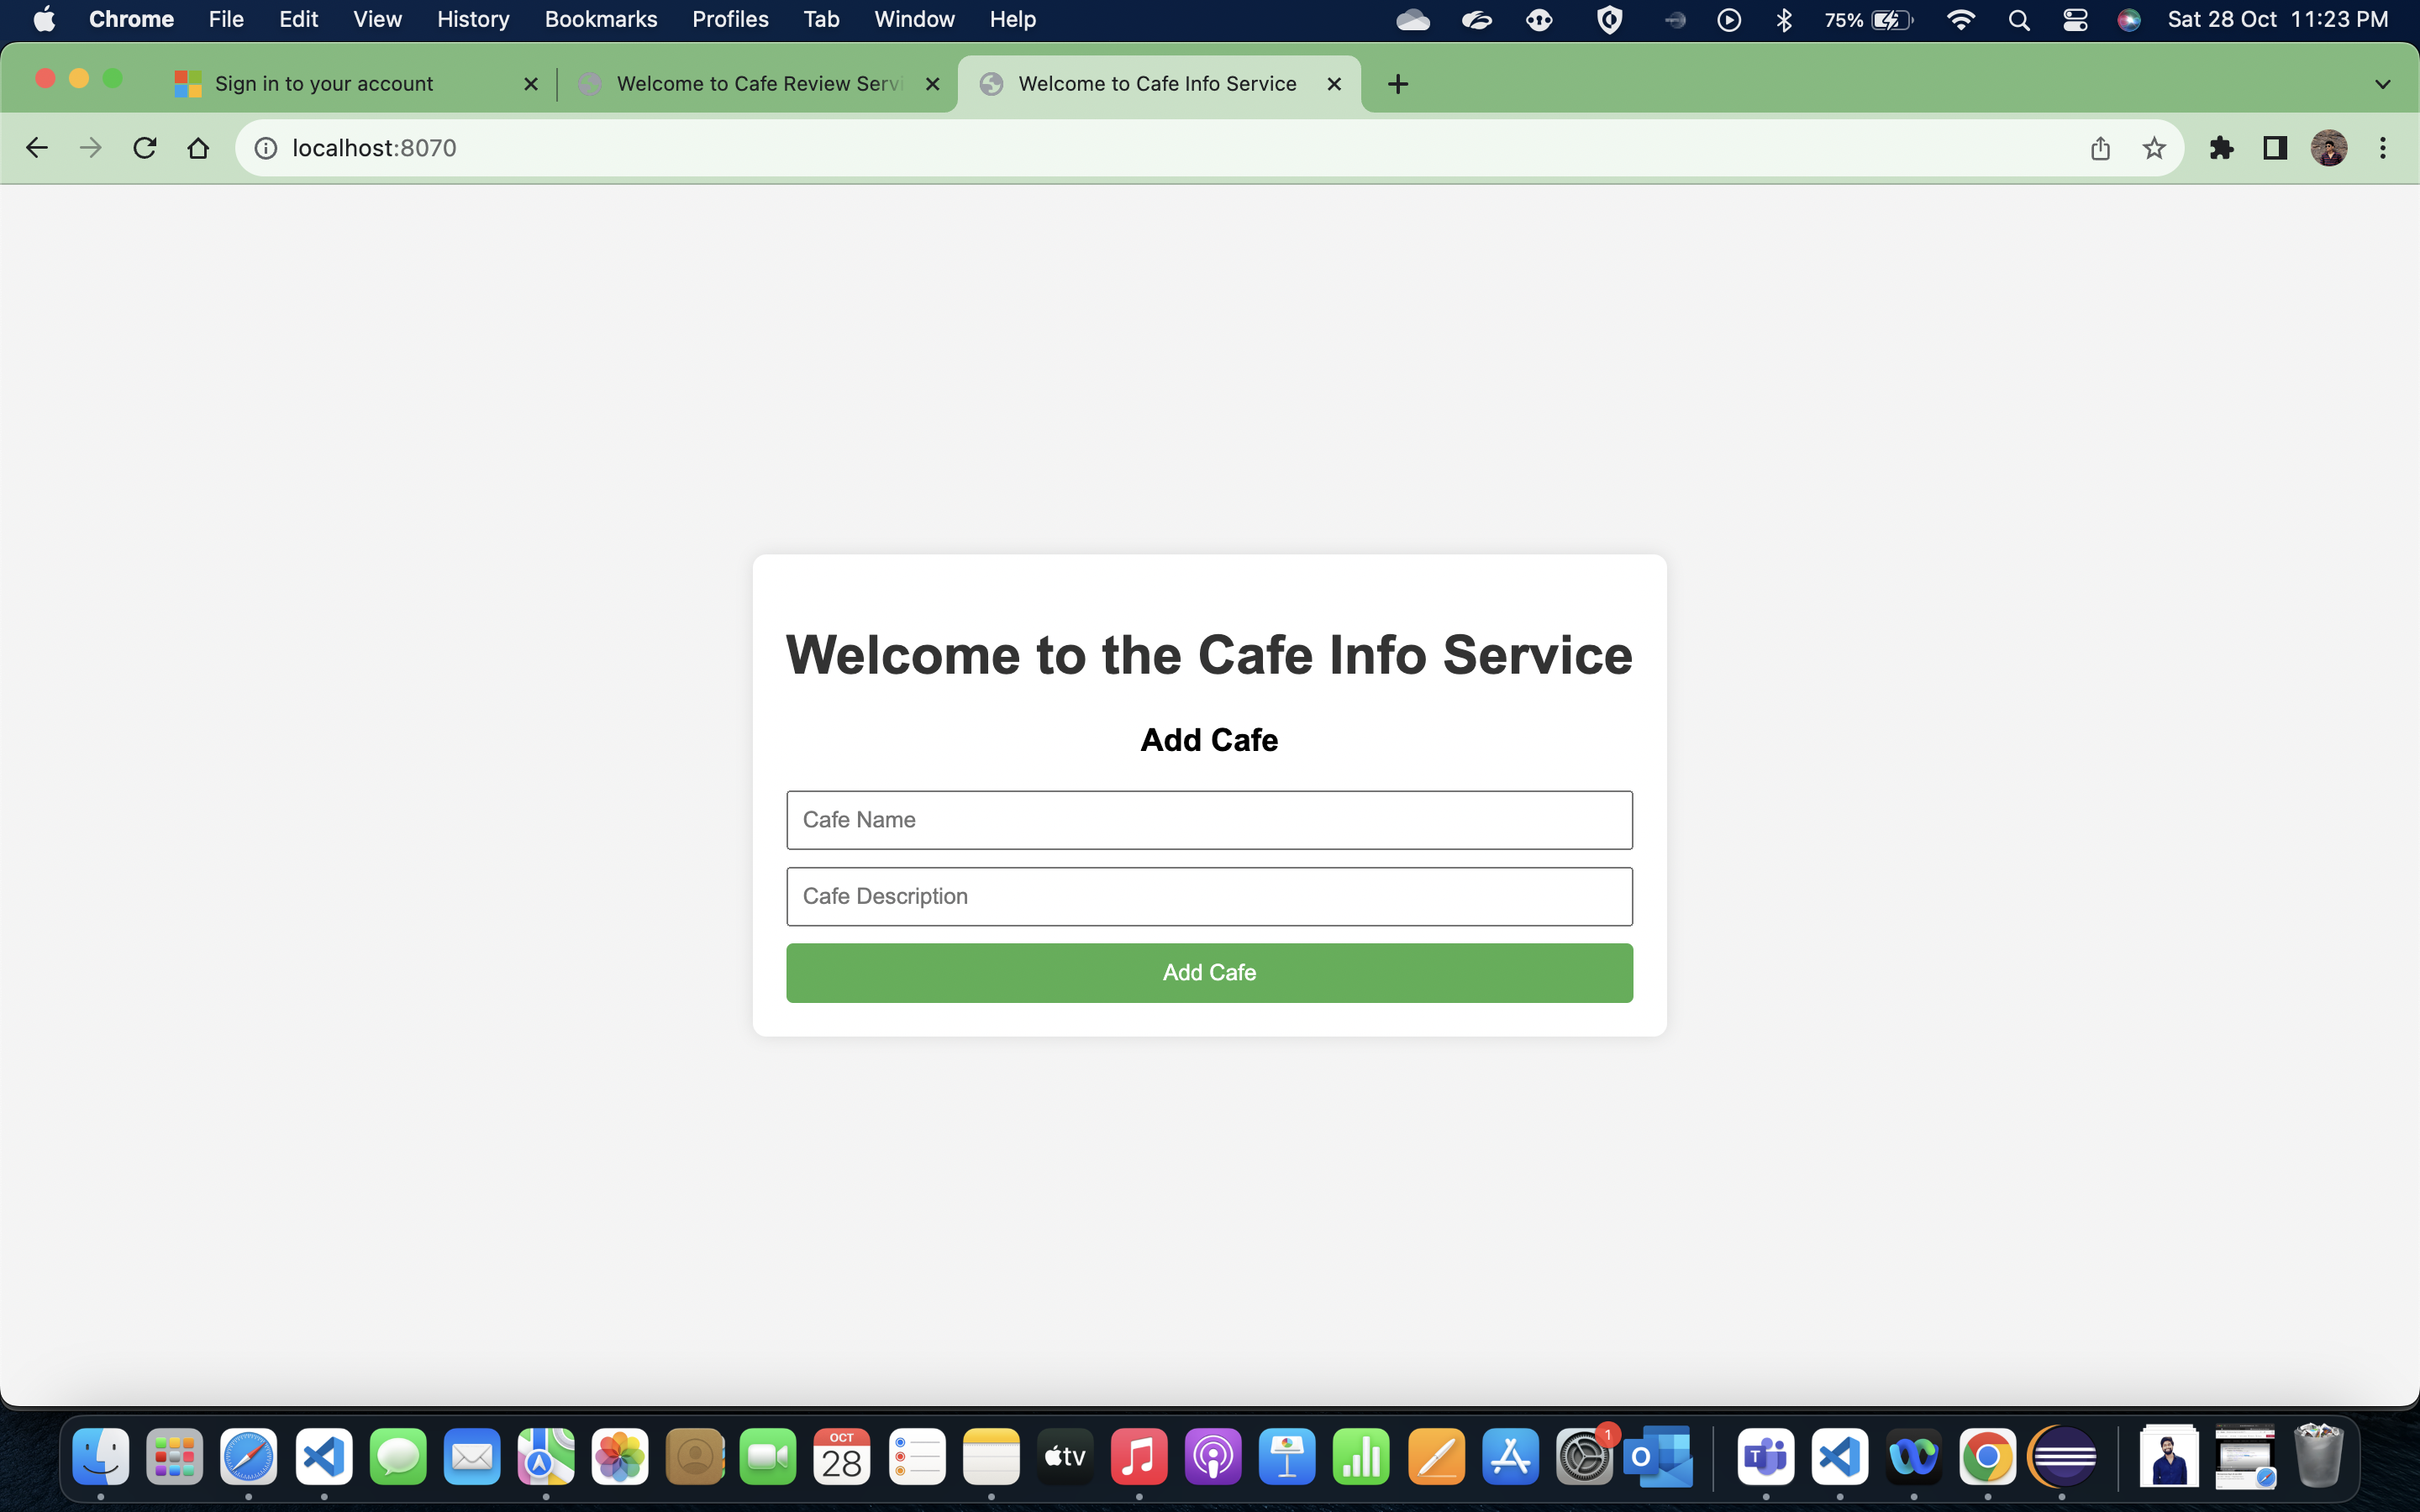 Chrome File Edit View History Bookmarks Profiles Tab Window Help 75% Sat 28 Oct 11:23 PM
Sign in to your account Welcome to Cafe Review Servi Welcome to Cafe Info Service
localhost:8070
Welcome to the Cafe Info Service
Add Cafe
Cafe Name
Cafe Description
Add Cafe
OCT
28
tv
1
T
O